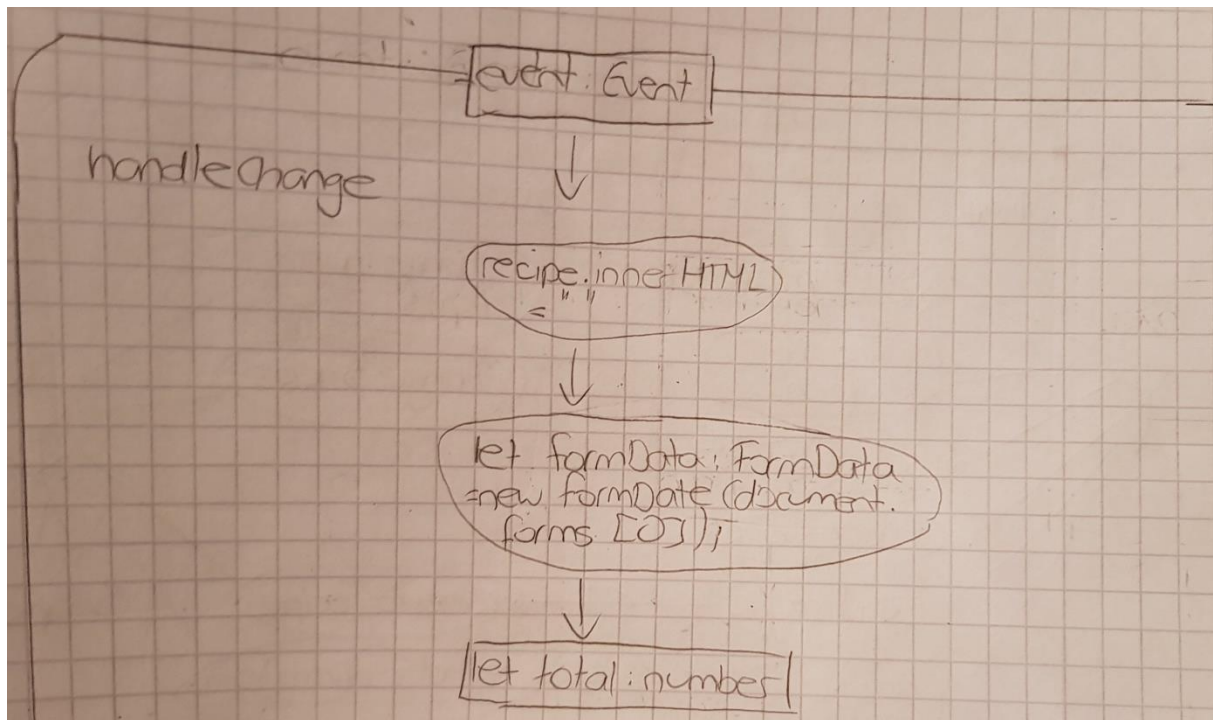 event: Event
handleChange
recipe.innerHTML
= " "
let formData: FormData
=new formDate (document.
forms [0]);
let total: number